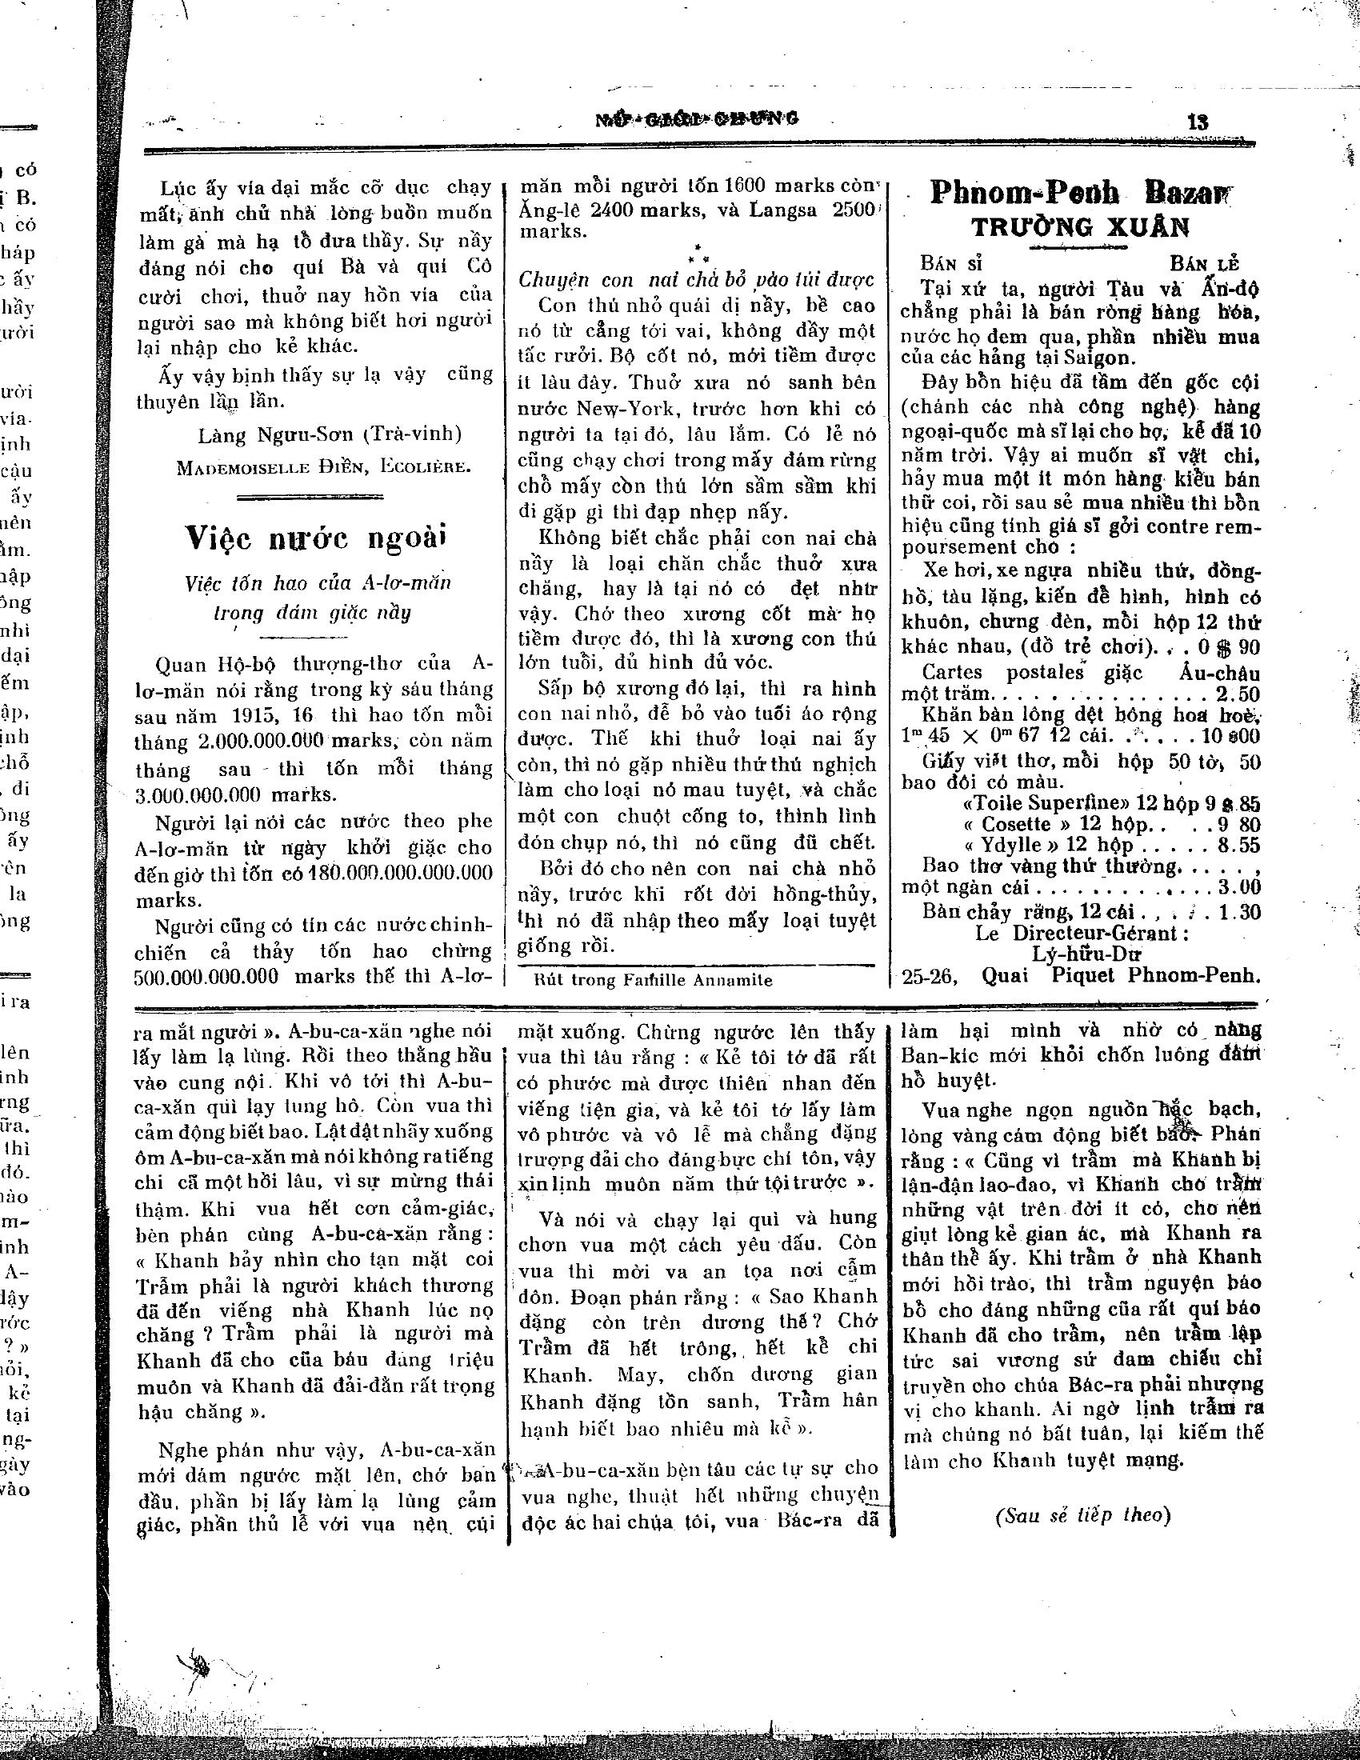 NỮ GIỚI CHUNG
13
Lúc ấy vía dại mắc cỡ dục chạy
mất, anh chủ nhà lòng buồn muốn
làm gà mà hạ tồ đưa thầy. Sự nầy
đáng nói cho quí Bà và quí Cô
cười chơi, thuở nay hồn vía của
người sao mà không biết hơi người
lại nhập cho kẻ khác.
Ấy vậy bịnh thấy sự lạ vậy cũng
thuyên lần lần.
Làng Ngưu-Sơn (Trà-vinh)
MADEMOISELLE ĐIỀN, ECOLIÈRE.
Việc nước ngoài
Việc tốn hao của A-lơ-măn
trong đám giặc nầy
Quan Hộ-bộ thượng-thơ của A-
lơ-măn nói rằng trong kỳ sáu tháng
sau năm 1915, 16 thì hao tốn mỗi
tháng 2.000.000.000 marks, còn năm
tháng sau thì tốn mỗi tháng
3.000.000.000 marks.
Người lại nói các nước theo phe
A-lơ-măn từ ngày khởi giặc cho
đến giờ thì tốn có 180.000.000.000.000
marks.
Người cũng có tín các nước chinh-
chiến cả thảy tốn hao chừng
500.000.000.000 marks thế thì A-lơ-
măn mỗi người tốn 1600 marks còn
Ăng-lê 2400 marks, và Langsa 2500
marks.
* * *
Chuyện con nai chà bỏ vào túi được
Con thú nhỏ quái dị nầy, bề cao
nó từ cẳng tới vai, không đầy một
tấc rưởi. Bộ cốt nó, mới tiềm được
ít lâu đây. Thuở xưa nó sanh bên
nước New-York, trước hơn khi có
người ta tại đó, lâu lắm. Có lẻ nó
cũng chạy chơi trong mấy đám rừng
chỗ mấy còn thú lớn sầm sầm khi
đi gặp gì thì đạp nhẹp nấy.
Không biết chắc phải con nai chà
nầy là loại chăn chắc thuở xưa
chăng, hay là tại nó có đẹt như
vậy. Chớ theo xương cốt mà họ
tiềm được đó, thì là xương con thú
lớn tuổi, đủ hình đủ vóc.
Sấp bộ xương đó lại, thì ra hình
con nai nhỏ, để bỏ vào tuối áo rộng
được. Thế khi thuở loại nai ấy
còn, thì nó gặp nhiều thứ thú nghịch
làm cho loại nó mau tuyệt, và chắc
một con chuột cống to, thình lình
đón chụp nó, thì nó cũng đũ chết.
Bởi đó cho nên con nai chà nhỏ
nầy, trước khi rốt đời hồng-thủy,
thì nó đã nhập theo mấy loại tuyệt
giống rồi.
Rút trong Famille Annamite
Phnom-Penh Bazar
TRƯỜNG XUÂN
BÁN SỈ BÁN LẺ
Tại xứ ta, người Tàu và Ấn-độ
chẳng phải là bán ròng hàng hóa,
nước họ đem qua, phần nhiều mua
của các hảng tại Saigon.
Đây bồn hiệu đã tầm đến gốc cội
(chánh các nhà công nghệ) hàng
ngoại-quốc mà sĩ lại cho họ, kể đã 10
năm trời. Vậy ai muốn sĩ vật chi,
hảy mua một ít món hàng kiểu bán
thữ coi, rồi sau sẻ mua nhiều thì bồn
hiệu cũng tính giá sĩ gởi contre rem-
poursement cho :
Xe hơi, xe ngựa nhiều thứ, đồng-
hồ, tàu lặng, kiến để hình, hình có
khuôn, chưng đèn, mỗi hộp 12 thứ
khác nhau, (đồ trẻ chơi). . . 0 $ 90
Cartes postales giặc Âu-châu
một trăm. . . . . . . . . . . . . . . 2.50
Khăn bàn lông dệt bông hoa hoè,
1m 45 × 0m 67 12 cái. . . . . . . 10 $00
Giấy viết thơ, mỗi hộp 50 tờ, 50
bao đôi có màu.
«Toile Superfine» 12 hộp 9 $ 85
« Cosette » 12 hộp. . . . .9 80
« Ydylle » 12 hộp . . . . . 8.55
Bao thơ vàng thứ thường. . . . . ,
một ngàn cái . . . . . . . . . . . . 3.00
Bàn chảy răng, 12 cái . . . . . 1.30
Le Directeur-Gérant :
Lý-hữu-Dư
25-26, Quai Piquet Phnom-Penh.
ra mắt người ». A-bu-ca-xăn nghe nói
lấy làm lạ lùng. Rồi theo thằng hầu
vào cung nội. Khi vô tới thì A-bu-
ca-xăn quì lạy tung hô. Còn vua thì
cảm động biết bao. Lật đật nhãy xuống
ôm A-bu-ca-xăn mà nói không ra tiếng
chi cã một hồi lâu, vì sự mừng thái
thậm. Khi vua hết cơn cảm-giác,
bèn phán cùng A-bu-ca-xăn rằng :
« Khanh bảy nhìn cho tạn mặt coi
Trẫm phải là người khách thương
đã đến viếng nhà Khanh lúc nọ
chăng ? Trẫm phải là người mà
Khanh đã cho của báu đáng triệu
muôn và Khanh đã đải-đằn rất trọng
hậu chăng ».
Nghe phán như vậy, A-bu-ca-xăn
mới dám ngước mặt lên, chớ ban
đầu, phần bị lấy làm lạ lùng cảm
giác, phần thủ lễ với vua nên cúi
mặt xuống. Chừng ngước lên thấy
vua thì tâu rằng : « Kẻ tôi tớ đã rất
có phước mà được thiên nhan đến
viếng tiện gia, và kẻ tôi tớ lấy làm
vô phước và vô lễ mà chẳng đặng
trượng đải cho đáng bực chí tôn, vậy
xin lịnh muôn năm thứ tội trước ».
Và nói và chạy lại quì và hung
chơn vua một cách yêu dấu. Còn
vua thì mời va an tọa nơi cẩm
đôn. Đoạn phán rằng : « Sao Khanh
đặng còn trên dương thế ? Chớ
Trẫm đã hết trông, hết kể chi
Khanh. May, chốn dương gian
Khanh đặng tồn sanh, Trẫm hân
hạnh biết bao nhiêu mà kể ».
A-bu-ca-xăn bèn tâu các tự sự cho
vua nghe, thuật hết những chuyện
độc ác hai chúa tôi, vua Bác-ra đã
làm hại mình và nhờ có nàng
Ban-kic mới khỏi chốn luông đâm
hồ huyệt.
Vua nghe ngọn nguồn hắc bạch,
lòng vàng cảm động biết bao. Phán
rằng : « Cũng vì trẫm mà Khanh bị
lận-đận lao-đao, vì Khanh cho trẫm
những vật trên đời ít có, cho nên
giụt lòng kẻ gian ác, mà Khanh ra
thân thể ấy. Khi trẫm ở nhà Khanh
mới hồi trào, thì trẫm nguyện báo
bổ cho đáng những của rất quí báo
Khanh đã cho trẫm, nên trẫm lập
tức sai vương sứ đam chiếu chỉ
truyền cho chúa Bác-ra phải nhượng
vị cho khanh. Ai ngờ lịnh trẫm ra
mà chúng nó bất tuân, lại kiếm thế
làm cho Khanh tuyệt mạng.
(Sau sẻ tiếp theo)